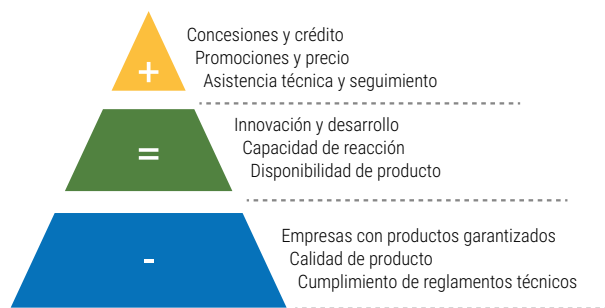 Concesiones y crédito
Promociones y precio
+
Asistencia técnica y seguimiento
Innovación y desarrollo
=
Capacidad de reacción
Disponibilidad de producto
Empresas con productos garantizados
-
Calidad de producto
Cumplimiento de reglamentos técnicos